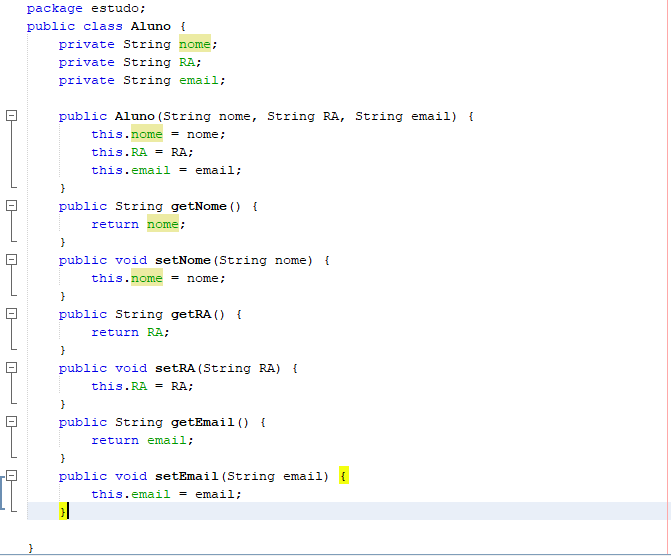 package estudo;
public class Aluno {
    private String nome;
    private String RA;
    private String email;

    public Aluno(String nome, String RA, String email) {
        this.nome = nome;
        this.RA = RA;
        this.email = email;
    }
    public String getNome() {
        return nome;
    }
    public void setNome(String nome) {
        this.nome = nome;
    }
    public String getRA() {
        return RA;
    }
    public void setRA(String RA) {
        this.RA = RA;
    }
    public String getEmail() {
        return email;
    }
    public void setEmail(String email) {
        this.email = email;
    }

}